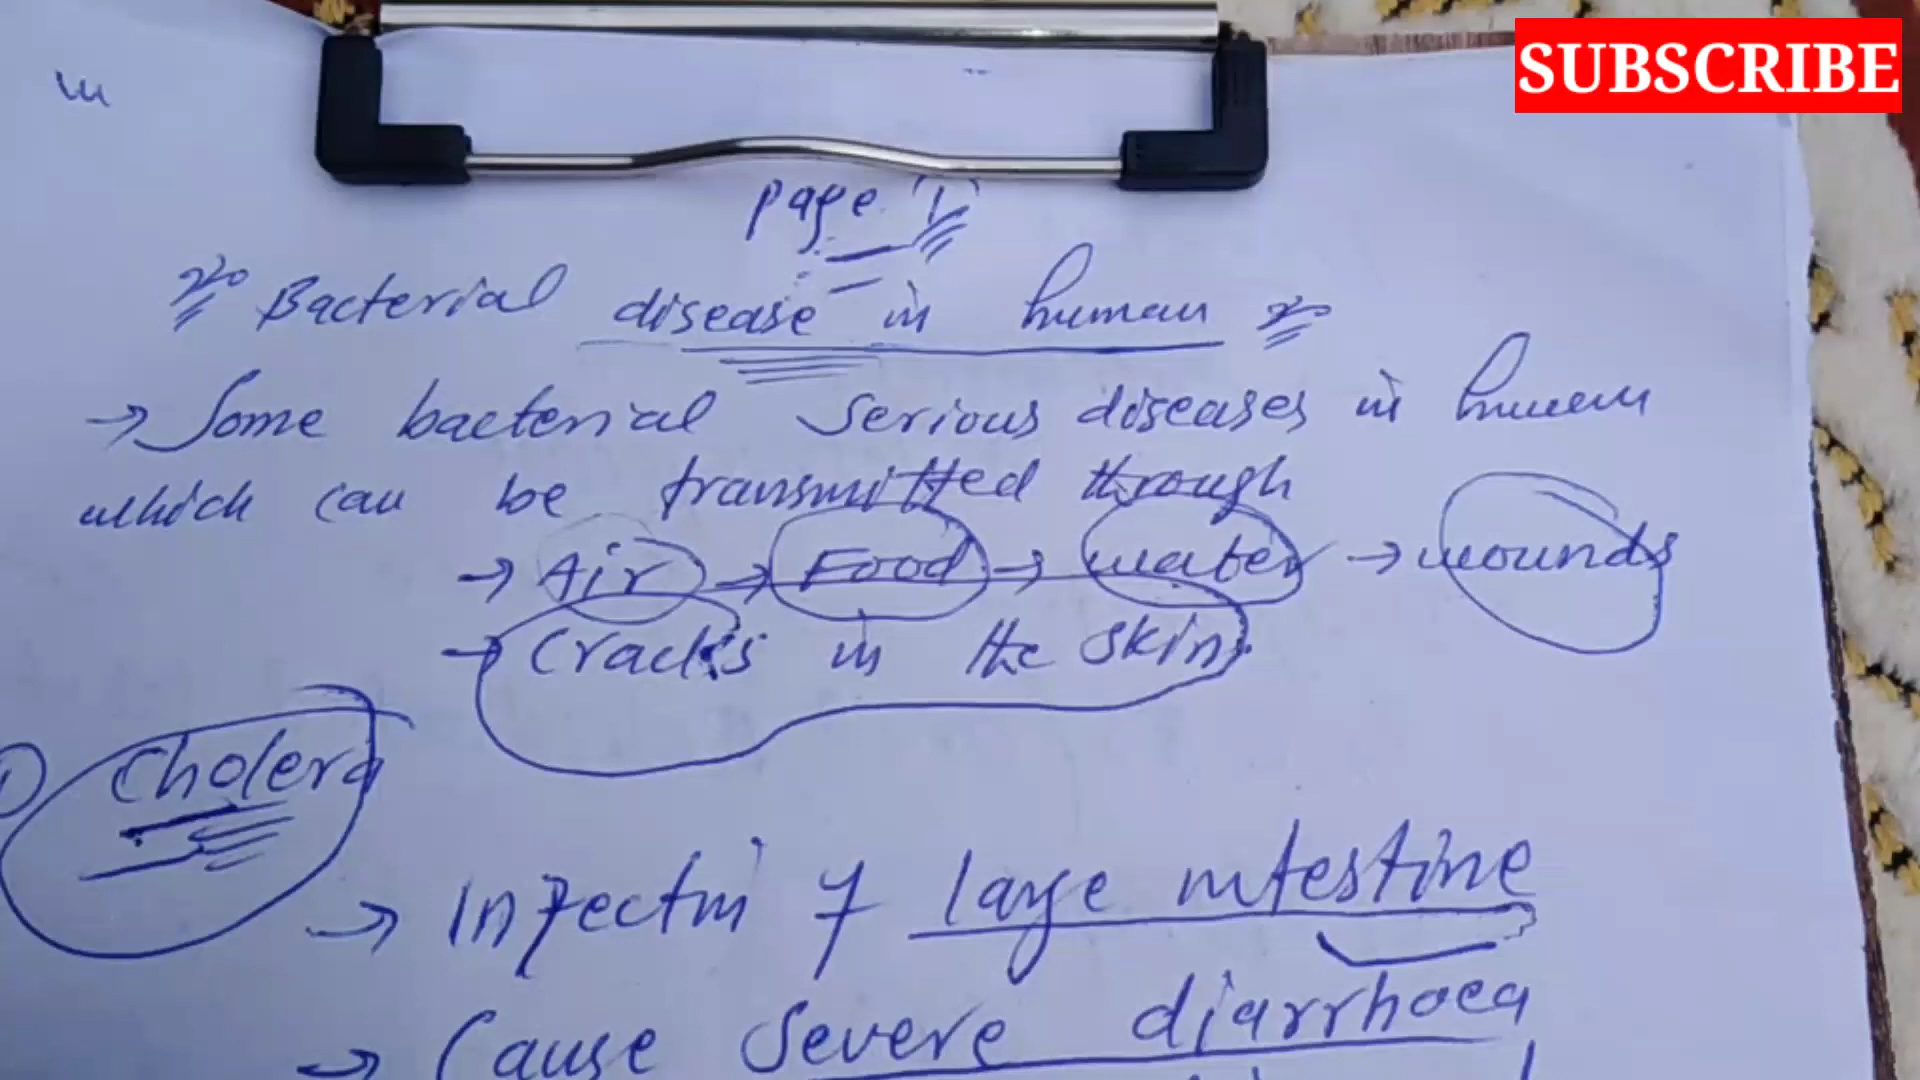 SUBSCRIBE
Page 1
Bacterial disease in human
→ Some bacterial serious diseases in human
which can be transmitted through
→ Air → Food → water → wounds
→ Cracks in the skin.
1 Cholera
→ Infection of large intestine
→ Cause severe diarrhoea